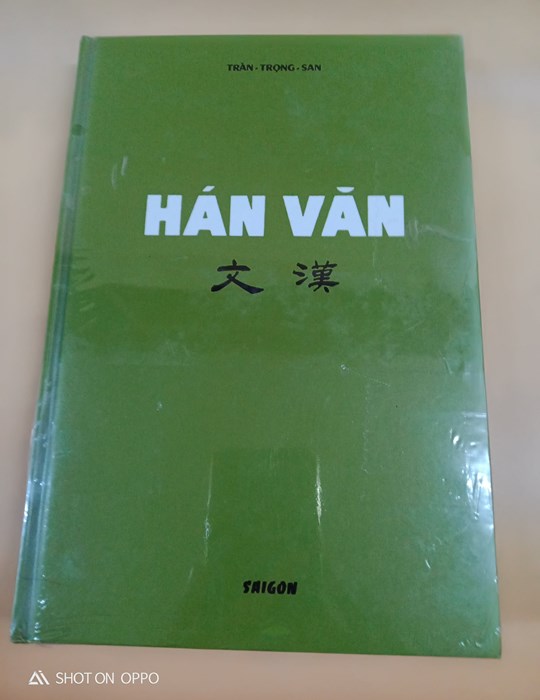 TRẦN-TRỌNG-SAN
HÁN VĂN
文 漢
SAIGON
SHOT ON OPPO